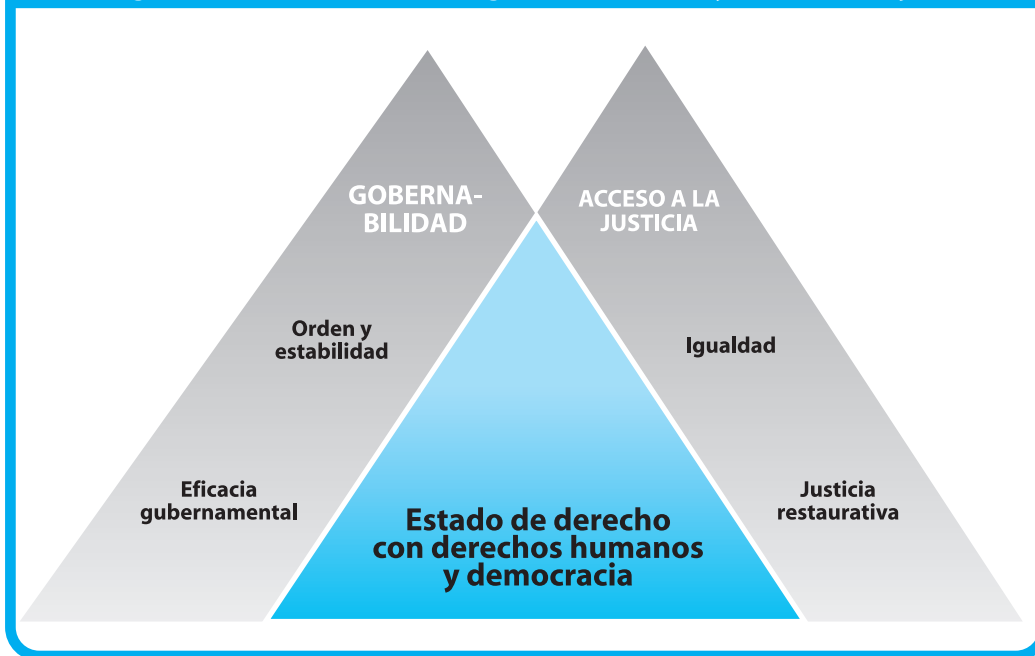 GOBERNA-
BILIDAD
Orden y
estabilidad
Eficacia
gubernamental
ACCESO A LA
JUSTICIA
Igualdad
Justicia
restaurativa
Estado de derecho
con derechos humanos
y democracia